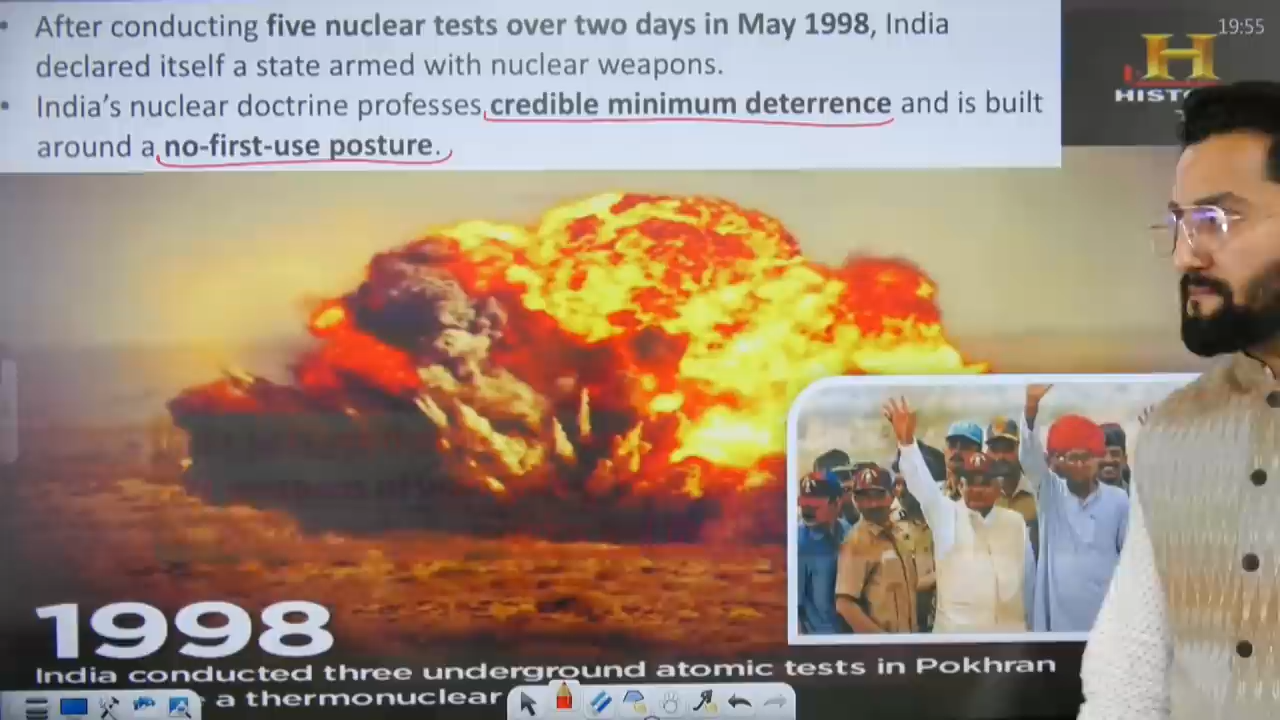 • After conducting five nuclear tests over two days in May 1998, India
declared itself a state armed with nuclear weapons.
• India's nuclear doctrine professes credible minimum deterrence and is built
around a no-first-use posture.
19:55
H
1998
India conducted three underground atomic tests in Pokhran
a thermonuclear